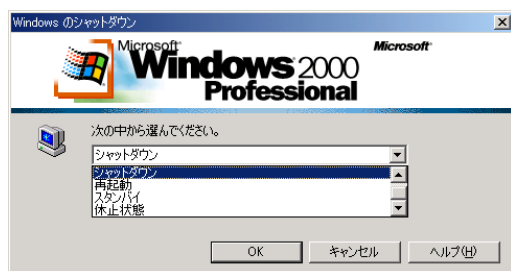 Windows のシャットダウン
Microsoft
Windows 2000
Professional
Microsoft
次の中から選んでください。
シャットダウン
シャットダウン
再起動
スタンバイ
休止状態
OK
キャンセル
ヘルプ(H)